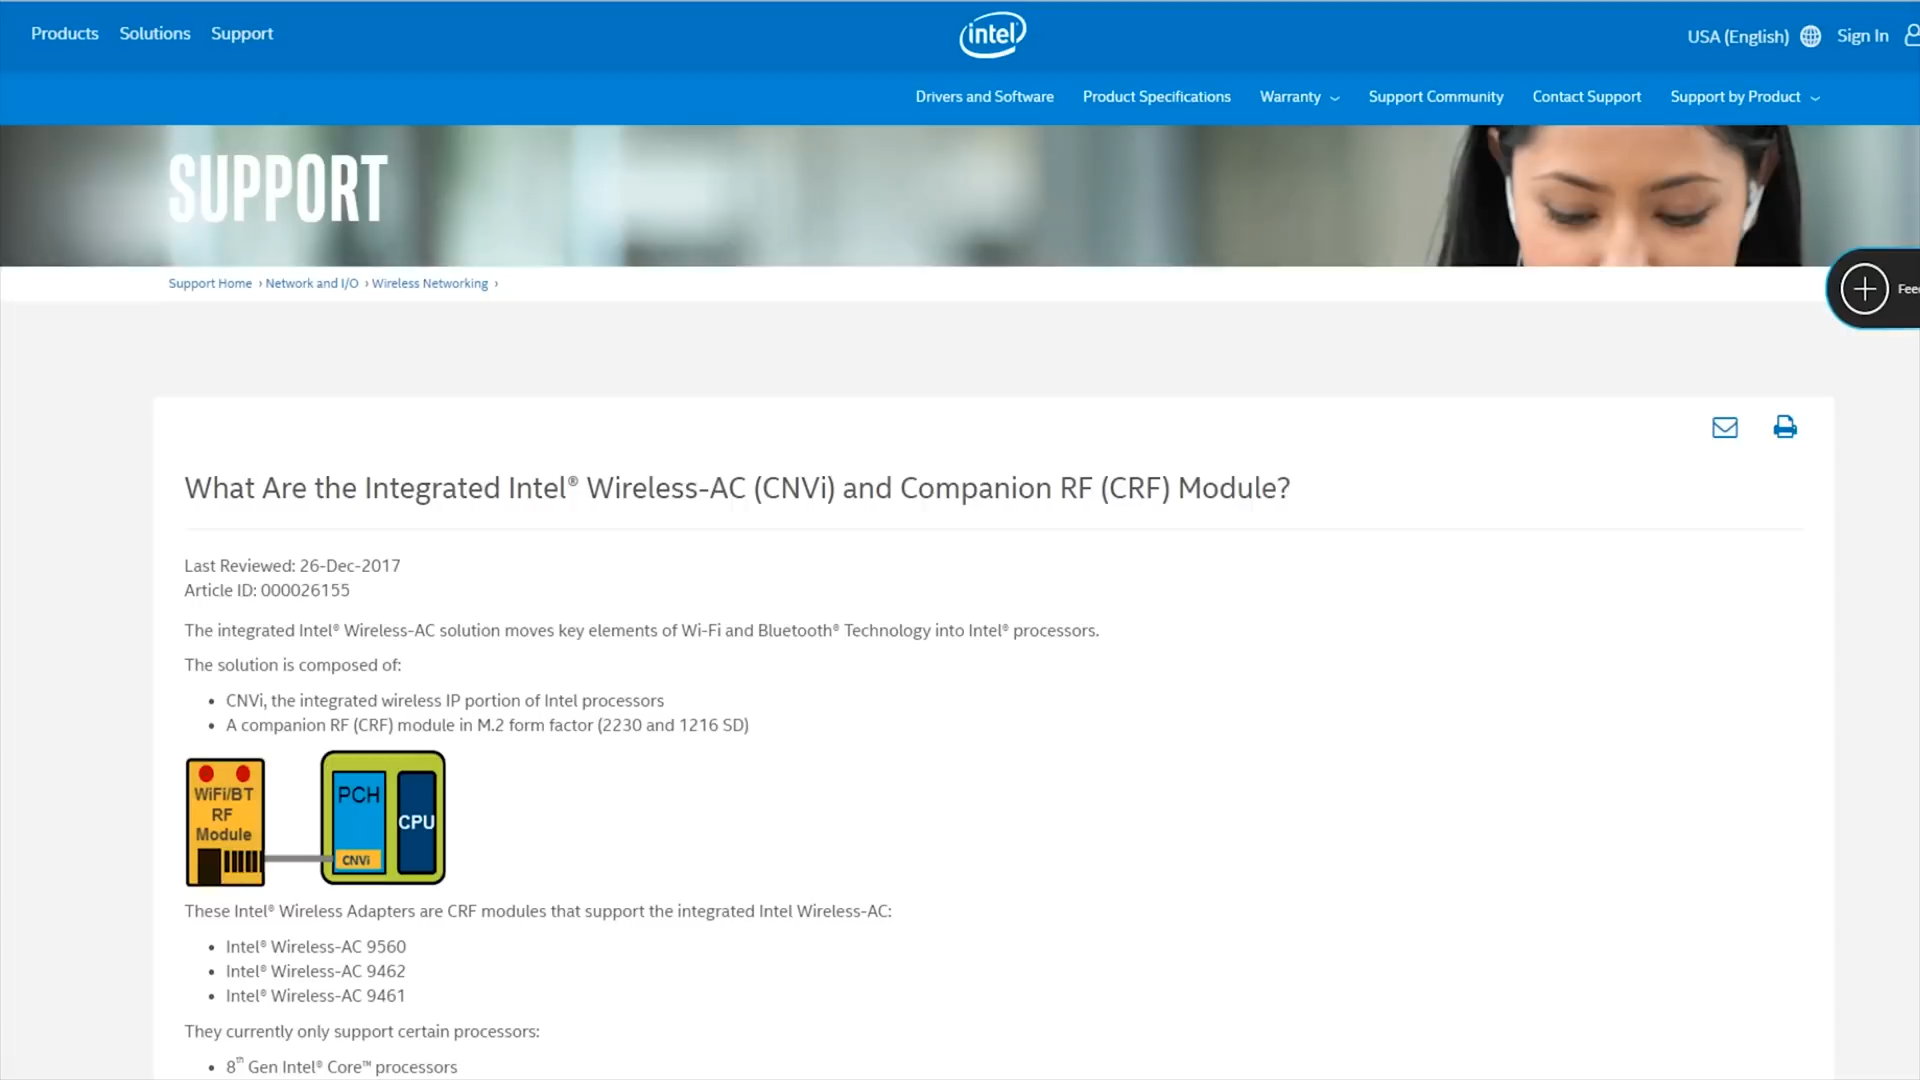 Products Solutions Support
intel
USA (English) Sign In
Drivers and Software Product Specifications Warranty Support Community Contact Support Support by Product
SUPPORT
Support Home › Network and I/O › Wireless Networking ›
What Are the Integrated Intel® Wireless-AC (CNVi) and Companion RF (CRF) Module?
Last Reviewed: 26-Dec-2017
Article ID: 000026155
The integrated Intel® Wireless-AC solution moves key elements of Wi-Fi and Bluetooth® Technology into Intel® processors.
The solution is composed of:
• CNVi, the integrated wireless IP portion of Intel processors
• A companion RF (CRF) module in M.2 form factor (2230 and 1216 SD)
WiFi/BT
RF
Module
PCH
CPU
CNVi
These Intel® Wireless Adapters are CRF modules that support the integrated Intel Wireless-AC:
• Intel® Wireless-AC 9560
• Intel® Wireless-AC 9462
• Intel® Wireless-AC 9461
They currently only support certain processors:
• 8th Gen Intel® Core™ processors